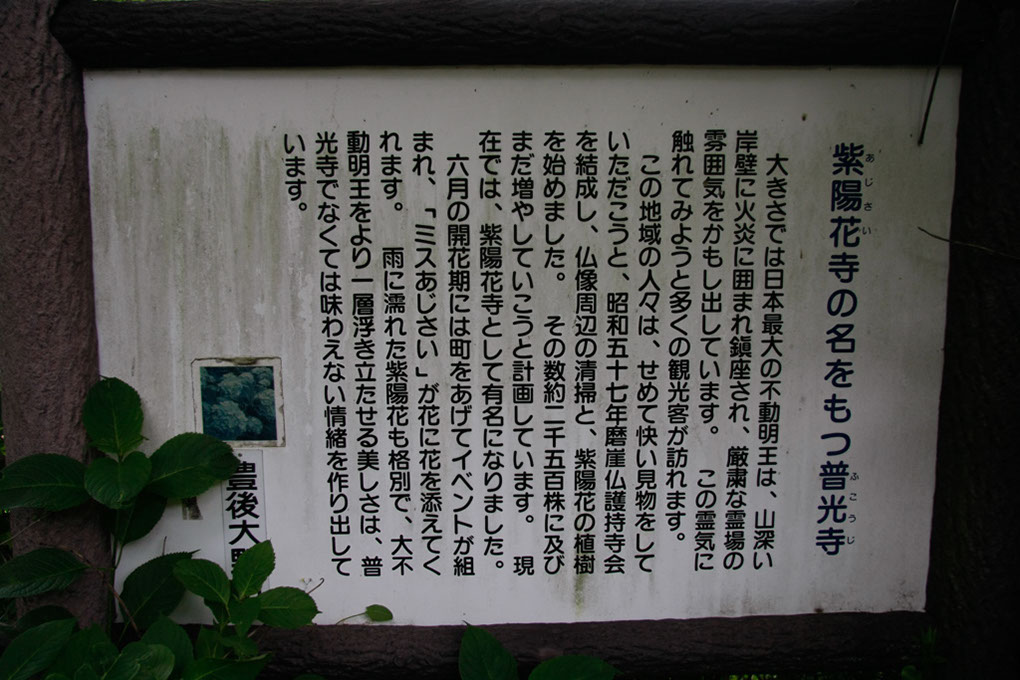 紫陽花寺の名をもつ普光寺
あじさい
ふこうじ
大きさでは日本最大の不動明王は、山深い
岸壁に火炎に囲まれ鎭座され、厳粛な霊場の
雰囲気をかもし出しています。 この霊気に
触れてみようと多くの観光客が訪れます。
この地域の人々は、せめて快い見物をして
いただこうと、昭和五十七年磨崖仏護持寺会
を結成し、仏像周辺の清掃と、紫陽花の植樹
を始めました。 その数約二千五百株に及び
まだ増やしていこうと計画しています。 現
在では、紫陽花寺として有名になりました。
六月の開花期には町をあげてイベントが組
まれ、「ミスあじさい」が花に花を添えてく
れます。 雨に濡れた紫陽花も格別で、大不
動明王をより一層浮き立たせる美しさは、普
光寺でなくては味わえない情緒を作り出して
います。
豊後大